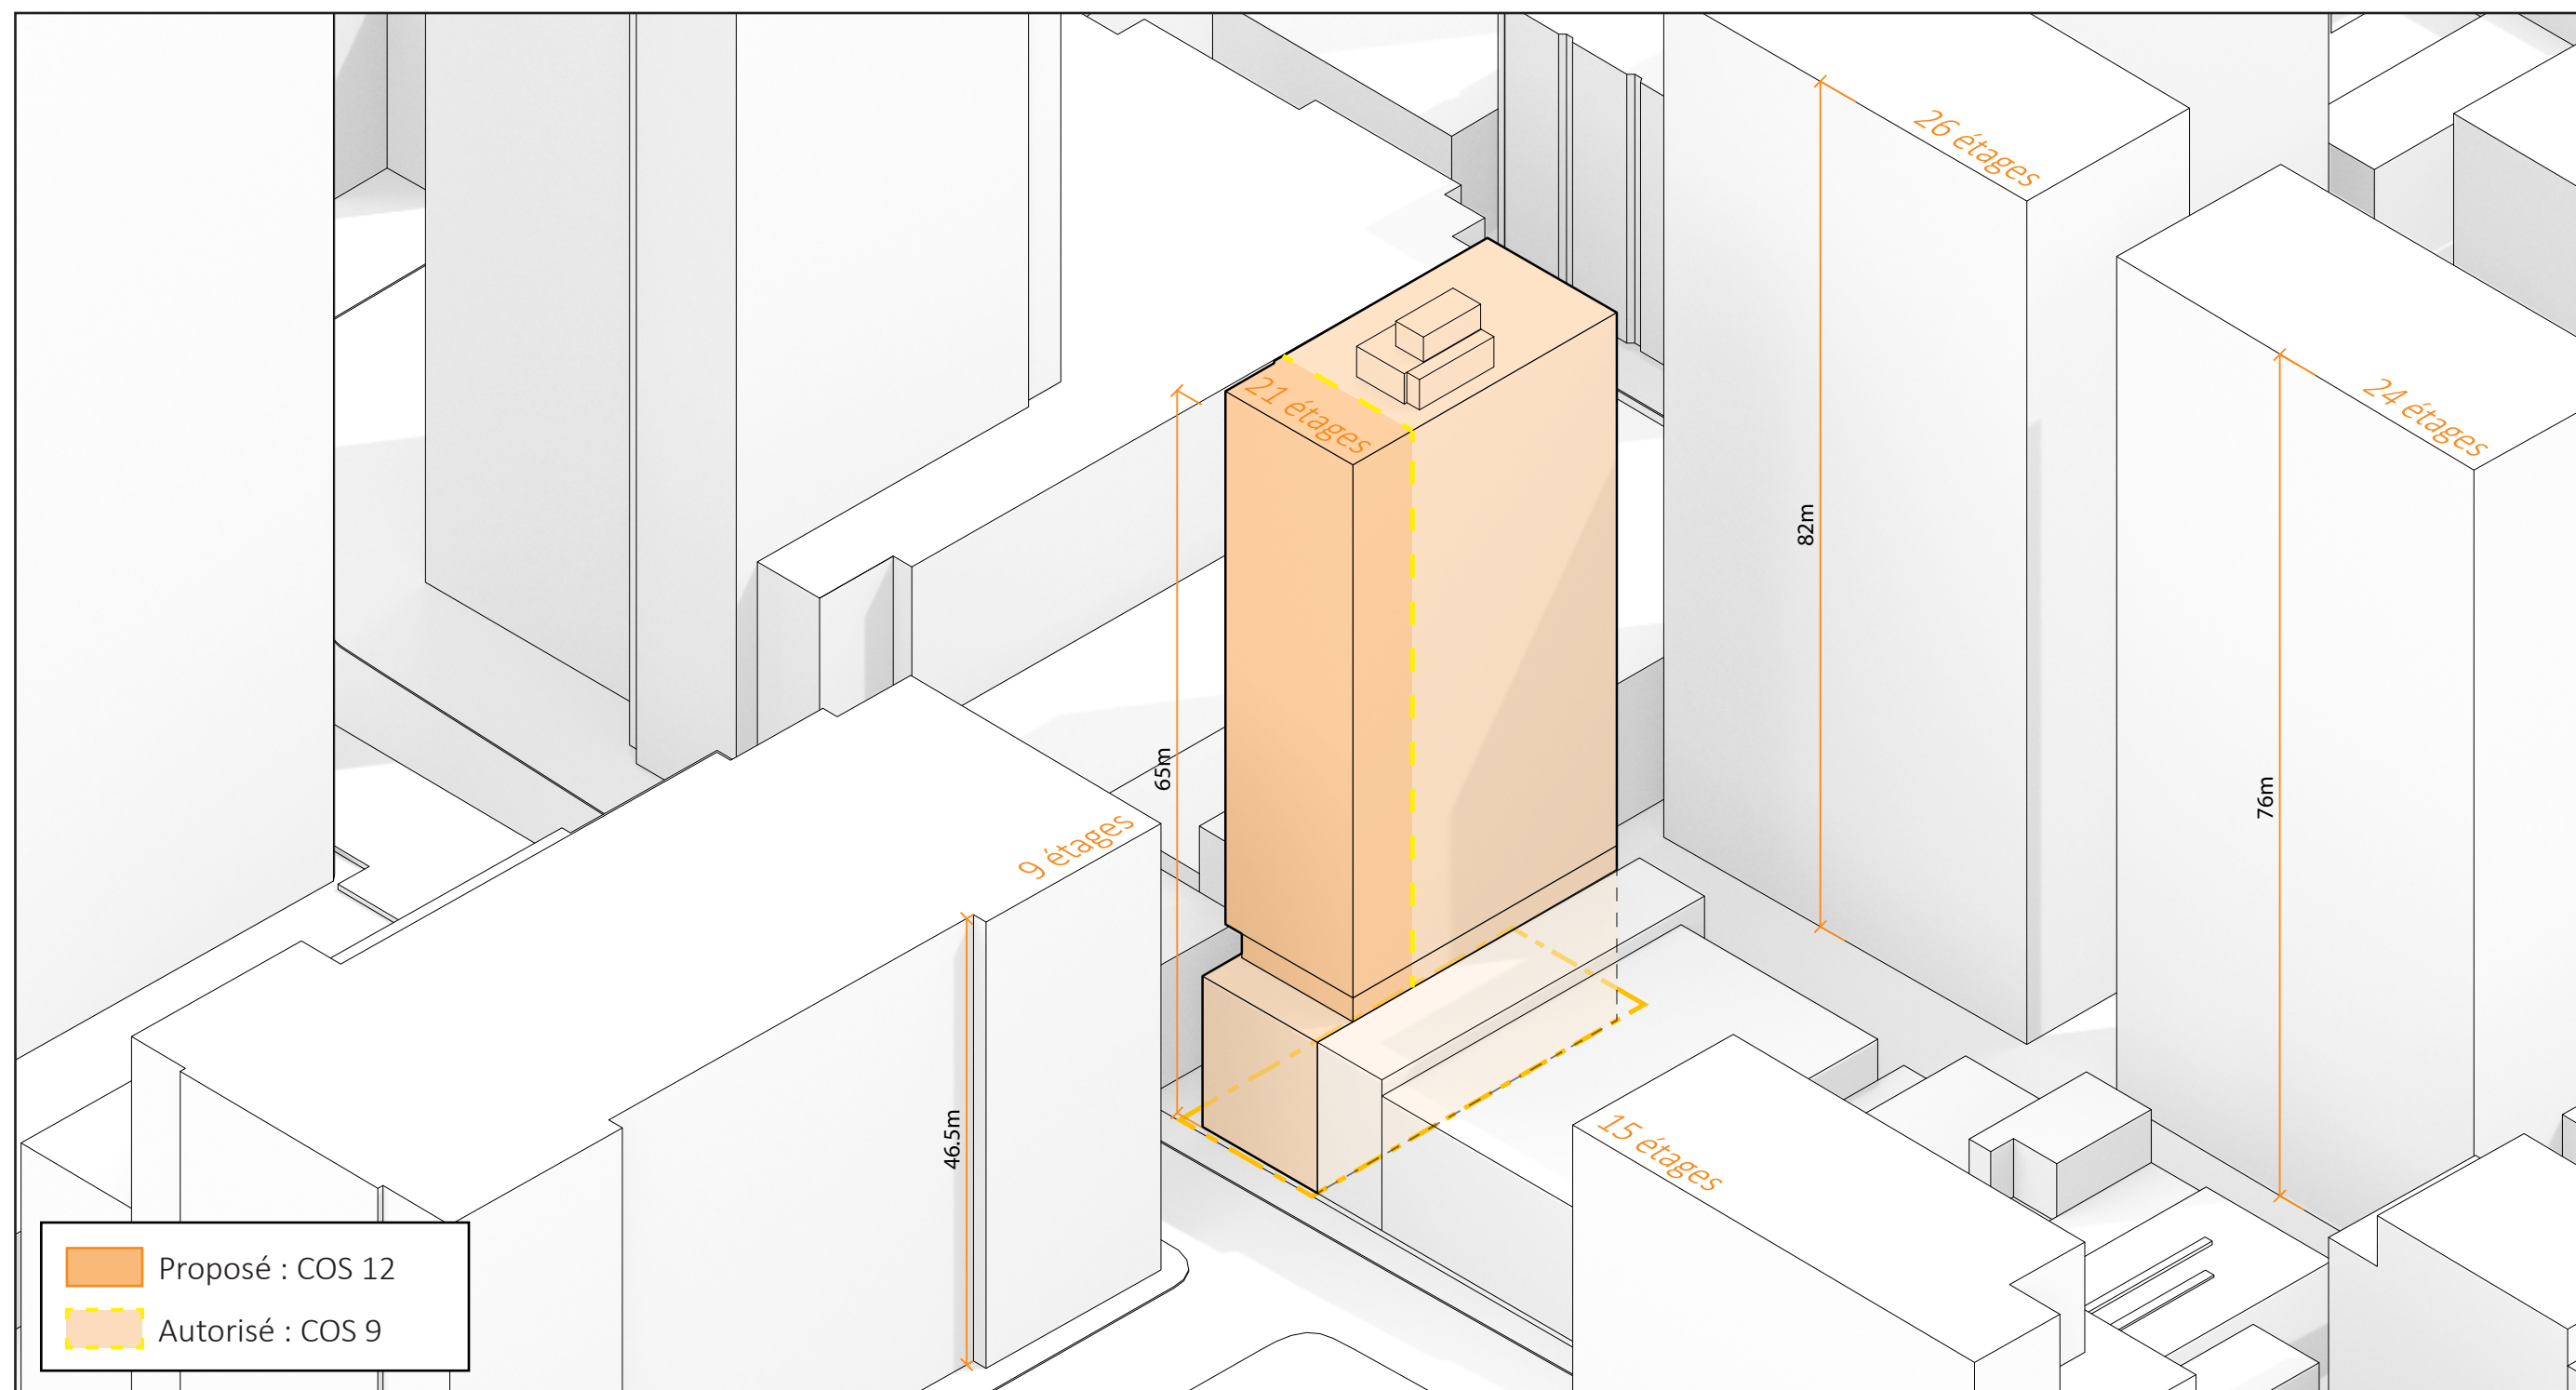 26 étages
21 étages
24 étages
82m
65m
76m
9 étages
46.5m
15 étages
Proposé : COS 12
Autorisé : COS 9